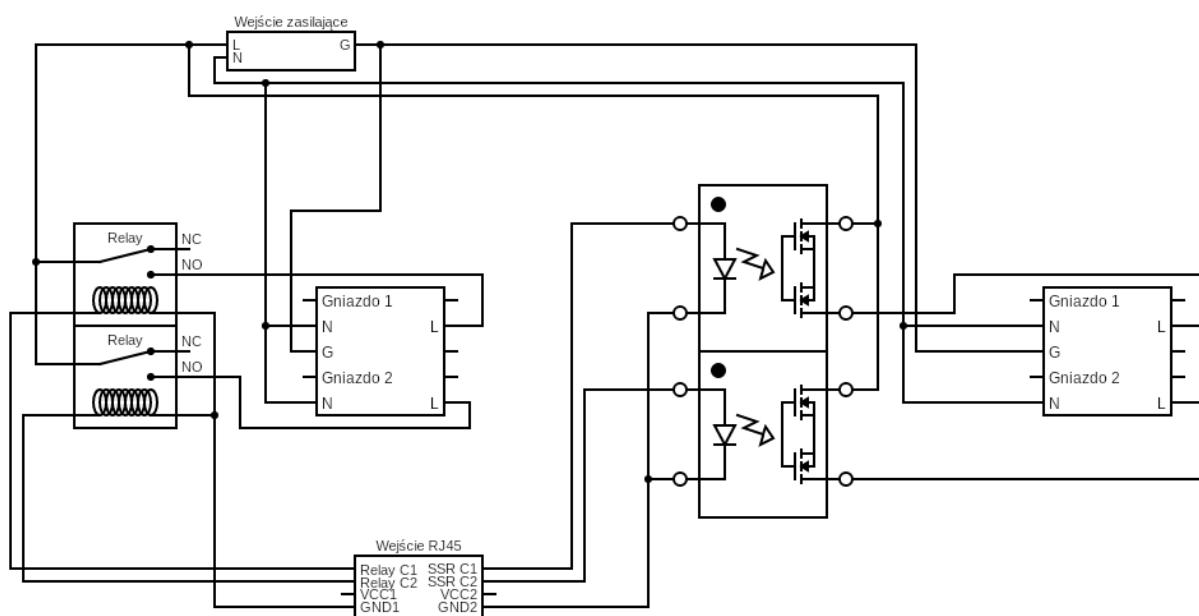 Wejście zasilające
L
G
N
Relay
NC
NO
Relay
NC
NO
Gniazdo 1
N
L
G
Gniazdo 2
N
L
Gniazdo 1
N
L
G
Gniazdo 2
N
L
Wejście RJ45
Relay C1
SSR C1
Relay C2
SSR C2
VCC1
VCC2
GND1
GND2